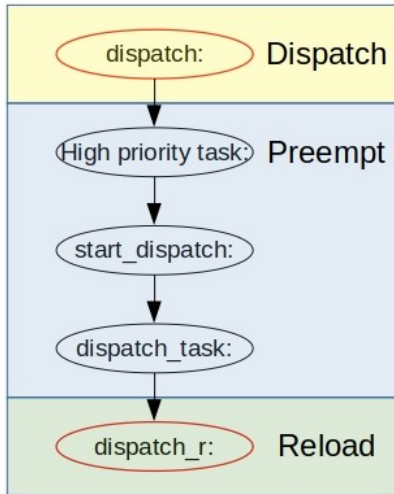 dispatch: Dispatch
High priority task: Preempt
start_dispatch:
dispatch_task:
dispatch_r: Reload